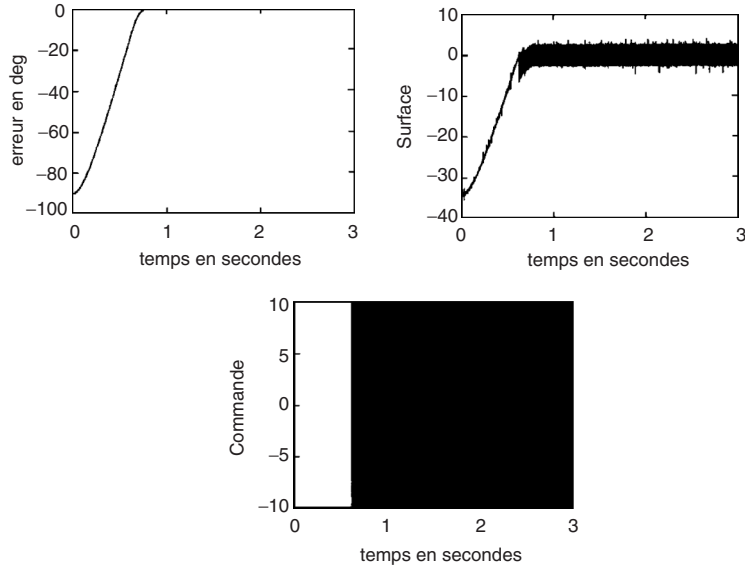 0
−20
−40
−60
−80
−100
erreur en deg
0 1 2 3
temps en secondes
10
0
−10
−20
−30
−40
Surface
0 1 2 3
temps en secondes
10
5
0
−5
−10
Commande
0 1 2 3
temps en secondes